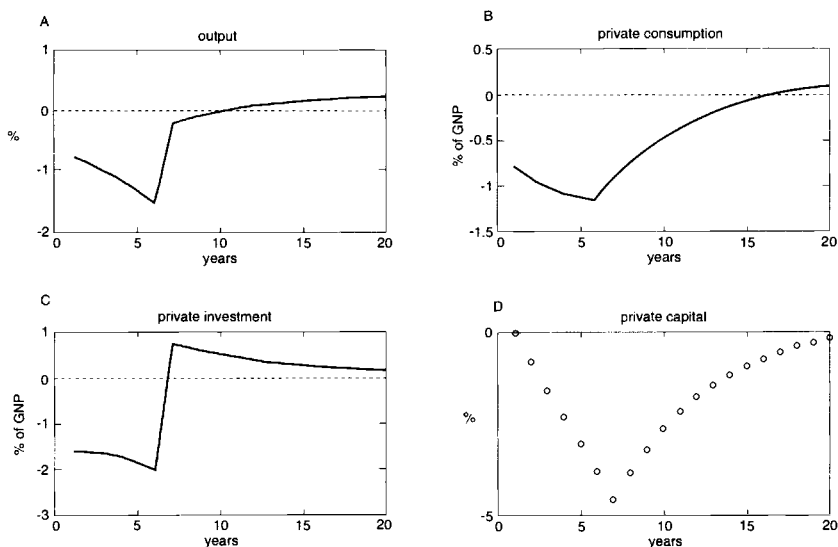 A
output
1
0
%
-1
-2
0 5 10 15 20
years
B
private consumption
0.5
0
% of GNP
-0.5
-1
-1.5
0 5 10 15 20
years
C
private investment
1
0
% of GNP
-1
-2
-3
0 5 10 15 20
years
D
private capital
0
%
-5
0 5 10 15 20
years